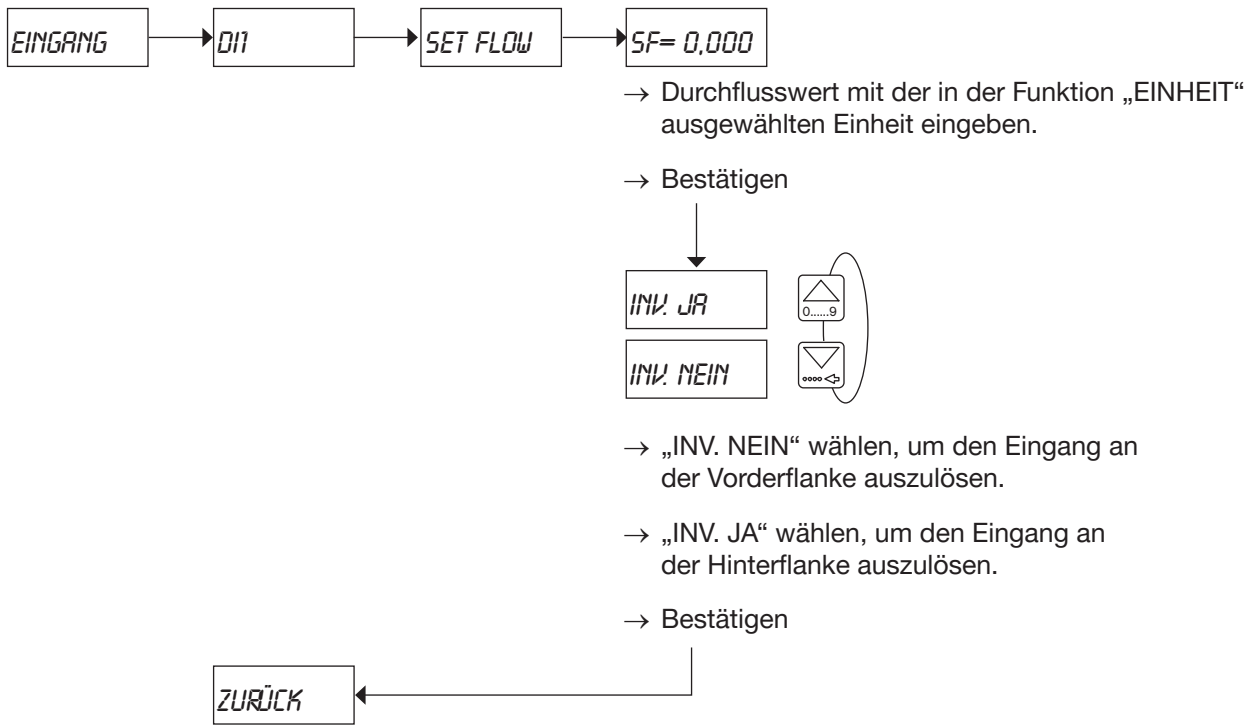 EINGANG
DI1
SET FLOW
SF= 0,000
→ Durchflusswert mit der in der Funktion „EINHEIT“
ausgewählten Einheit eingeben.
→ Bestätigen
INV. JA
0......9
INV. NEIN
→ „INV. NEIN“ wählen, um den Eingang an
der Vorderflanke auszulösen.
→ „INV. JA“ wählen, um den Eingang an
der Hinterflanke auszulösen.
→ Bestätigen
ZURÜCK